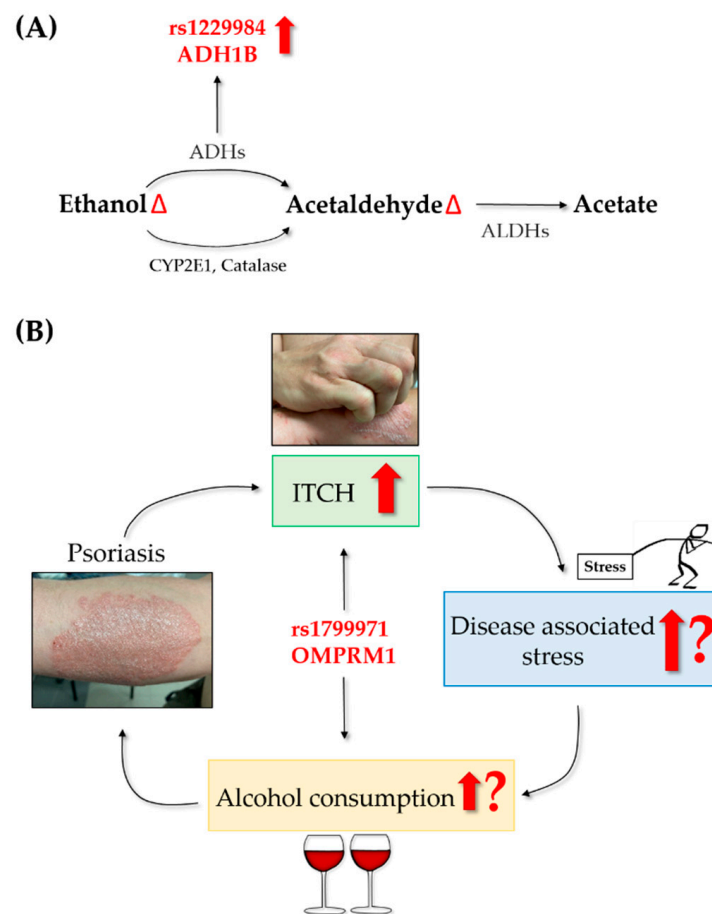 (A)
rs1229984
ADH1B
ADHs
Ethanol Δ
Acetaldehyde Δ
Acetate
ALDHs
CYP2E1, Catalase
(B)
ITCH
Psoriasis
Stress
rs1799971
OMPRM1
Disease associated
stress
?
Alcohol consumption
?